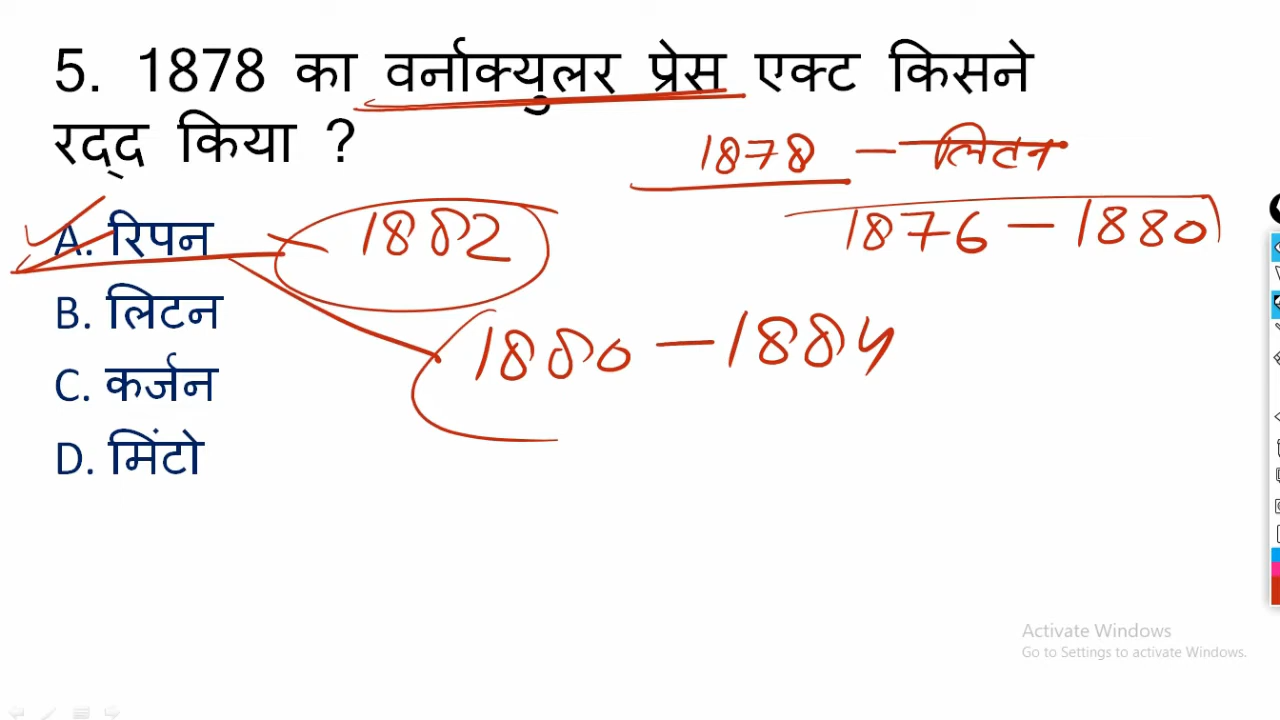 5. 1878 का वर्नाक्युलर प्रेस एक्ट किसने
रद्द किया ?
1878 – लिटन
A. रिपन – 1882
1876 – 1880
B. लिटन
1880 – 1884
C. कर्जन
D. मिंटो
Activate Windows
Go to Settings to activate Windows.